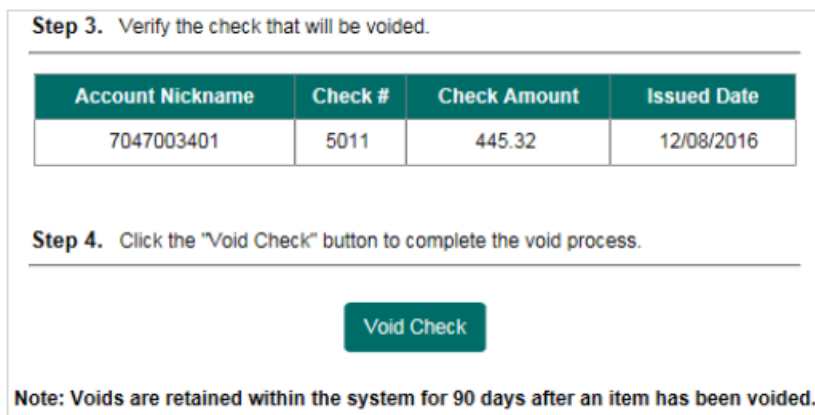 Step 3. Verify the check that will be voided.
Account Nickname Check # Check Amount Issued Date
7047003401 5011 445.32 12/08/2016
Step 4. Click the "Void Check" button to complete the void process.
Void Check
Note: Voids are retained within the system for 90 days after an item has been voided.